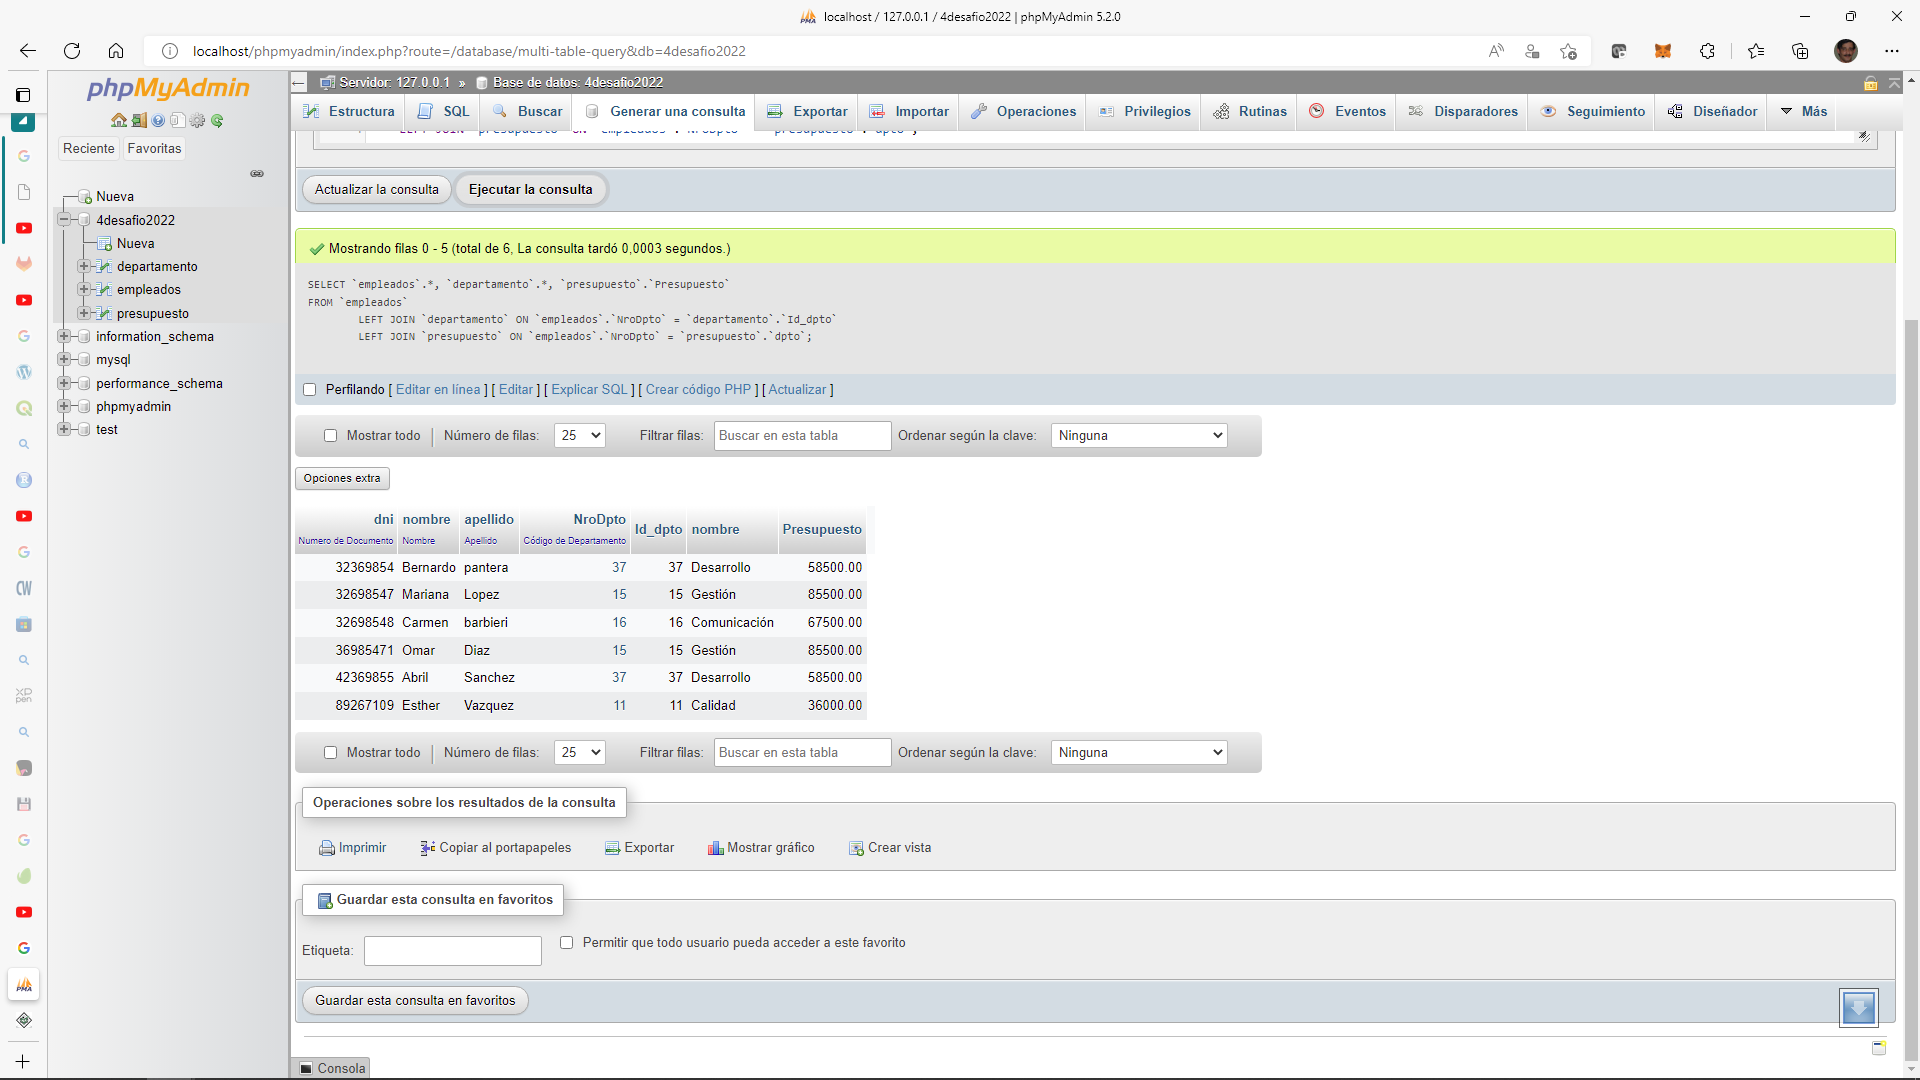 localhost / 127.0.0.1 / 4desafio2022 | phpMyAdmin 5.2.0
localhost/phpmyadmin/index.php?route=/database/multi-table-query&db=4desafio2022
phpMyAdmin
Reciente Favoritas
Nueva
4desafio2022
Nueva
departamento
empleados
presupuesto
information_schema
mysql
performance_schema
phpmyadmin
test
CW
XP
pen
PMA
Servidor: 127.0.0.1 » Base de datos: 4desafio2022
Estructura SQL Buscar Generar una consulta Exportar Importar Operaciones Privilegios Rutinas Eventos Disparadores Seguimiento Diseñador Más
LEFT JOIN `presupuesto` ON `empleados`.`NroDpto` = `presupuesto`.`dpto`;
Actualizar la consulta Ejecutar la consulta
Mostrando filas 0 - 5 (total de 6, La consulta tardó 0,0003 segundos.)
SELECT `empleados`.*, `departamento`.*, `presupuesto`.`Presupuesto`
FROM `empleados`
LEFT JOIN `departamento` ON `empleados`.`NroDpto` = `departamento`.`Id_dpto`
LEFT JOIN `presupuesto` ON `empleados`.`NroDpto` = `presupuesto`.`dpto`;
Perfilando [ Editar en línea ] [ Editar ] [ Explicar SQL ] [ Crear código PHP ] [ Actualizar ]
Mostrar todo | Número de filas: 25 Filtrar filas: Buscar en esta tabla Ordenar según la clave: Ninguna
Opciones extra
dni nombre apellido NroDpto Id_dpto nombre Presupuesto
Numero de Documento Nombre Apellido Código de Departamento
32369854 Bernardo pantera 37 37 Desarrollo 58500.00
32698547 Mariana Lopez 15 15 Gestión 85500.00
32698548 Carmen barbieri 16 16 Comunicación 67500.00
36985471 Omar Diaz 15 15 Gestión 85500.00
42369855 Abril Sanchez 37 37 Desarrollo 58500.00
89267109 Esther Vazquez 11 11 Calidad 36000.00
Mostrar todo | Número de filas: 25 Filtrar filas: Buscar en esta tabla Ordenar según la clave: Ninguna
Operaciones sobre los resultados de la consulta
Imprimir Copiar al portapapeles Exportar Mostrar gráfico Crear vista
Guardar esta consulta en favoritos
Etiqueta: Permitir que todo usuario pueda acceder a este favorito
Guardar esta consulta en favoritos
Consola